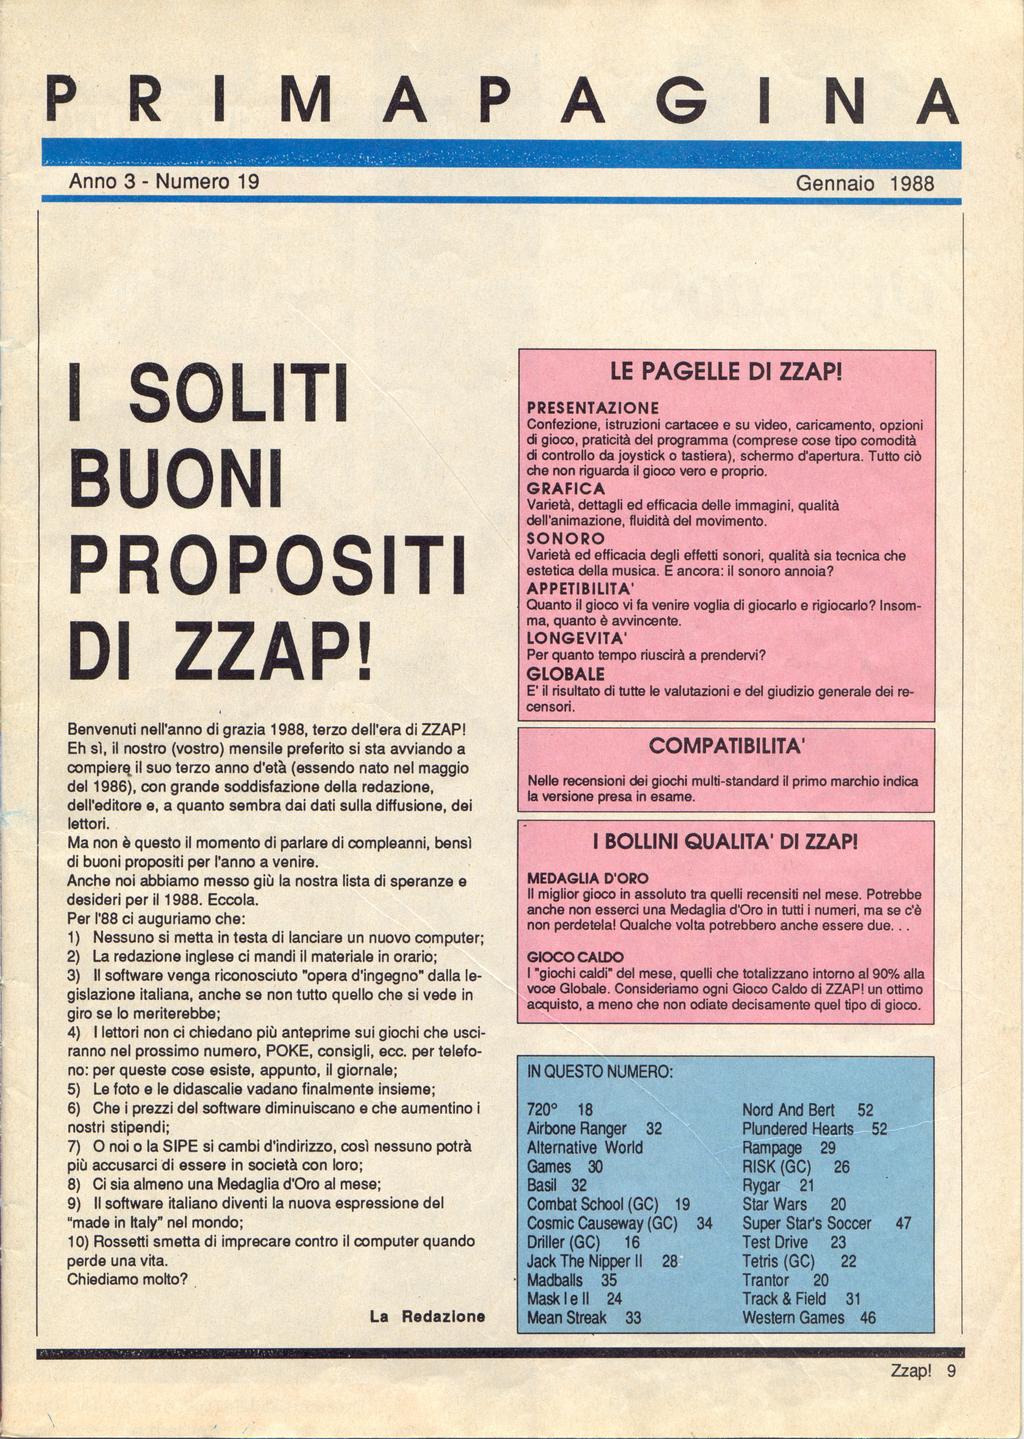 PRIMAPAGINA
Anno 3 - Numero 19
Gennaio 1988
I SOLITI
BUONI
PROPOSITI
DI ZZAP!
Benvenuti nell'anno di grazia 1988, terzo dell'era di ZZAP!
Eh sì, il nostro (vostro) mensile preferito si sta avviando a
compiere il suo terzo anno d'età (essendo nato nel maggio
del 1986), con grande soddisfazione della redazione,
dell'editore e, a quanto sembra dai dati sulla diffusione, dei
lettori.
Ma non è questo il momento di parlare di compleanni, bensì
di buoni propositi per l'anno a venire.
Anche noi abbiamo messo giù la nostra lista di speranze e
desideri per il 1988. Eccola.
Per l'88 ci auguriamo che:
1) Nessuno si metta in testa di lanciare un nuovo computer;
2) La redazione inglese ci mandi il materiale in orario;
3) Il software venga riconosciuto "opera d'ingegno" dalla le-
gislazione italiana, anche se non tutto quello che si vede in
giro se lo meriterebbe;
4) I lettori non ci chiedano più anteprime sui giochi che usci-
ranno nel prossimo numero, POKE, consigli, ecc. per telefo-
no: per queste cose esiste, appunto, il giornale;
5) Le foto e le didascalie vadano finalmente insieme;
6) Che i prezzi del software diminuiscano e che aumentino i
nostri stipendi;
7) O noi o la SIPE si cambi d'indirizzo, così nessuno potrà
più accusarci di essere in società con loro;
8) Ci sia almeno una Medaglia d'Oro al mese;
9) Il software italiano diventi la nuova espressione del
"made in Italy" nel mondo;
10) Rossetti smetta di imprecare contro il computer quando
perde una vita.
Chiediamo molto?
La Redazione
LE PAGELLE DI ZZAP!
PRESENTAZIONE
Confezione, istruzioni cartacee e su video, caricamento, opzioni
di gioco, praticità del programma (comprese cose tipo comodità
di controllo da joystick o tastiera), schermo d'apertura. Tutto ciò
che non riguarda il gioco vero e proprio.
GRAFICA
Varietà, dettagli ed efficacia delle immagini, qualità
dell'animazione, fluidità del movimento.
SONORO
Varietà ed efficacia degli effetti sonori, qualità sia tecnica che
estetica della musica. E ancora: il sonoro annoia?
APPETIBILITA'
Quanto il gioco vi fa venire voglia di giocarlo e rigiocarlo? Insom-
ma, quanto è avvincente.
LONGEVITA'
Per quanto tempo riuscirà a prendervi?
GLOBALE
E' il risultato di tutte le valutazioni e del giudizio generale dei re-
censori.
COMPATIBILITA'
Nelle recensioni dei giochi multi-standard il primo marchio indica
la versione presa in esame.
I BOLLINI QUALITA' DI ZZAP!
MEDAGLIA D'ORO
Il miglior gioco in assoluto tra quelli recensiti nel mese. Potrebbe
anche non esserci una Medaglia d'Oro in tutti i numeri, ma se c'è
non perdetela! Qualche volta potrebbero anche essere due. . .
GIOCO CALDO
I "giochi caldi" del mese, quelli che totalizzano intorno al 90% alla
voce Globale. Consideriamo ogni Gioco Caldo di ZZAP! un ottimo
acquisto, a meno che non odiate decisamente quel tipo di gioco.
IN QUESTO NUMERO:
720° 18
Airbone Ranger 32
Alternative World
Games 30
Basil 32
Combat School (GC) 19
Cosmic Causeway (GC) 34
Driller (GC) 16
Jack The Nipper II 28
Madballs 35
Mask I e II 24
Mean Streak 33
Nord And Bert 52
Plundered Hearts 52
Rampage 29
RISK (GC) 26
Rygar 21
Star Wars 20
Super Star's Soccer 47
Test Drive 23
Tetris (GC) 22
Trantor 20
Track & Field 31
Western Games 46
Zzap! 9